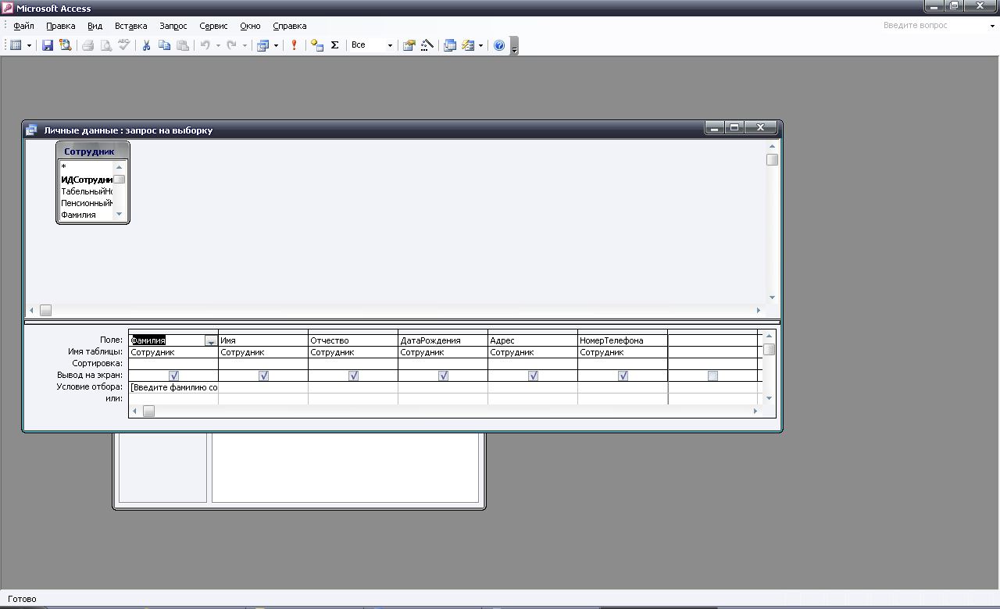 Microsoft Access
Файл Правка Вид Вставка Запрос Сервис Окно Справка Введите вопрос
Все
Личные данные : запрос на выборку
Сотрудник
*
ИДСотрудни
ТабельныйНо
Пенсионный
Фамилия
Поле: Фамилия Имя Отчество ДатаРождения Адрес НомерТелефона
Имя таблицы: Сотрудник Сотрудник Сотрудник Сотрудник Сотрудник Сотрудник
Сортировка:
Вывод на экран:
Условие отбора: [Введите фамилию со
или:
Готово